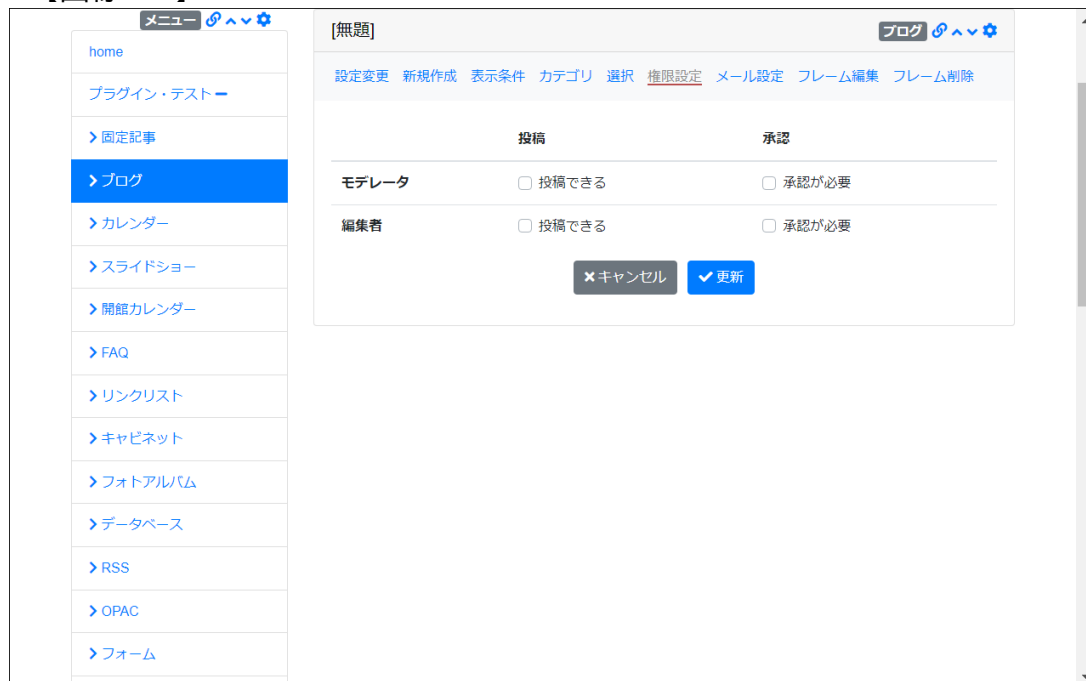 メニュー
home
プラグイン・テスト
固定記事
ブログ
カレンダー
スライドショー
開館カレンダー
FAQ
リンクリスト
キャビネット
フォトアルバム
データベース
RSS
OPAC
フォーム
[無題] ブログ
設定変更 新規作成 表示条件 カテゴリ 選択 権限設定 メール設定 フレーム編集 フレーム削除
投稿 承認
モデレータ 投稿できる 承認が必要
編集者 投稿できる 承認が必要
キャンセル 更新